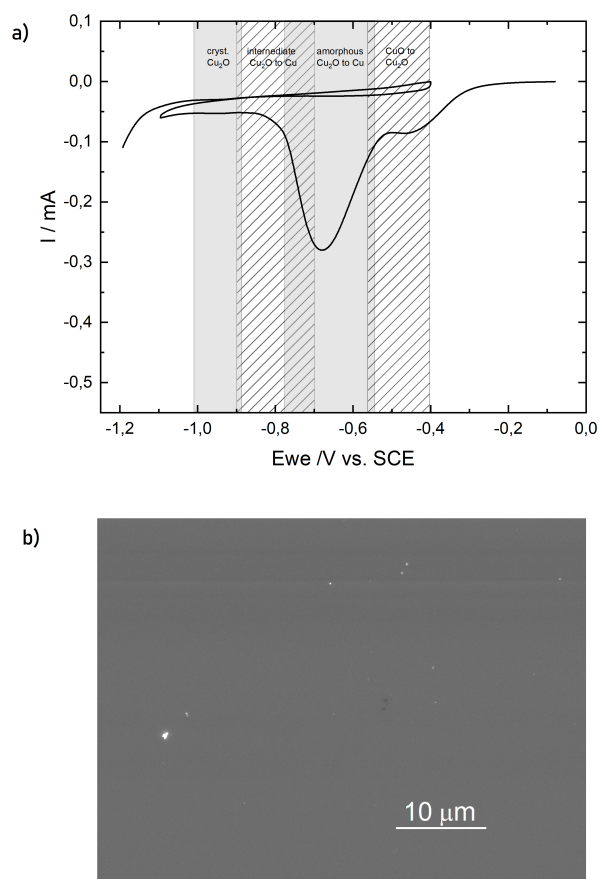 a)
0,1
cryst. intermediate amorphous CuO to
Cu₂O Cu₂O to Cu Cu₂O to Cu Cu₂O
0,0
-0,1
-0,2
-0,3
-0,4
-0,5
I / mA
-1,2 -1,0 -0,8 -0,6 -0,4 -0,2 0,0
Ewe /V vs. SCE
b)
10 µm